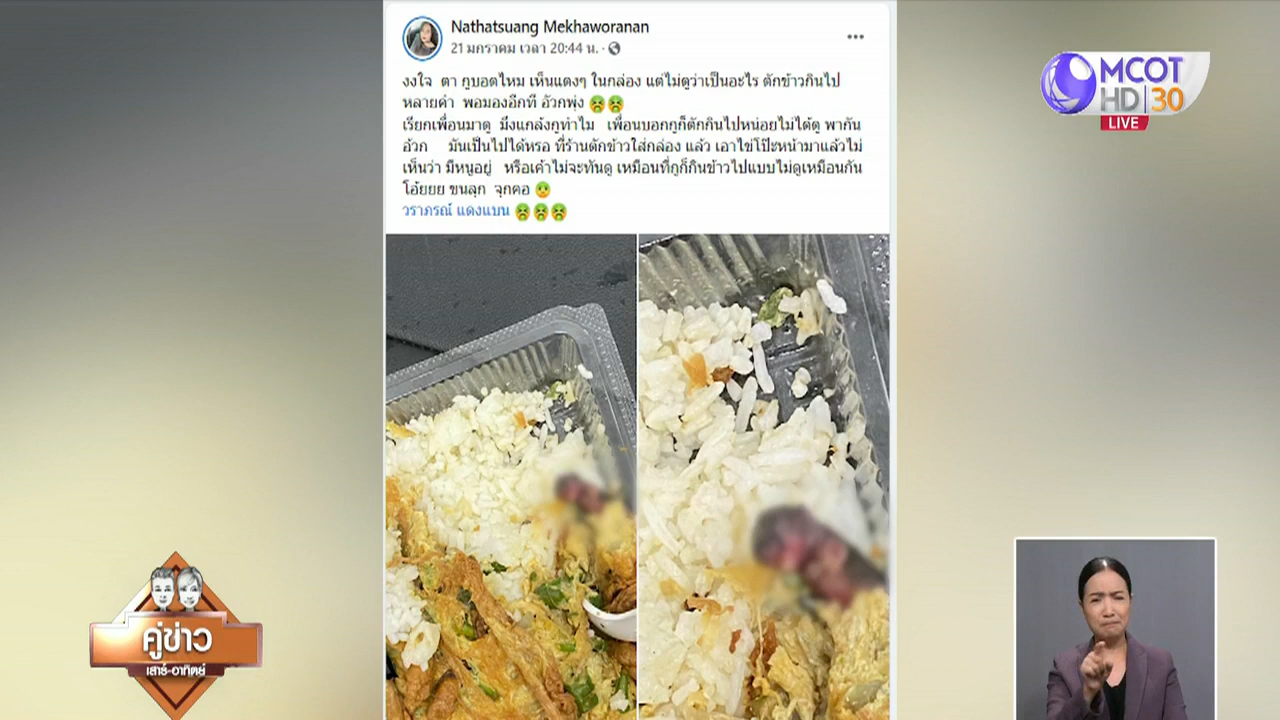 Nathatsuang Mekhaworanan
21 มกราคม เวลา 20:44 น. ·
งงใจ ตา กูบอดไหม เห็นแดงๆ ในกล่อง แต่ไม่ดูว่าเป็นอะไร ตักข้าวกินไป
หลายคำ พอมองอีกที อ้วกพุ่ง 🤮🤮
เรียกเพื่อนมาดู มึงแกล้งกูทำไม เพื่อนบอกกูก็ตักกินไปหน่อยไม่ได้ดู พากัน
อ้วก มันเป็นไปได้หรอ ที่ร้านตักข้าวใส่กล่อง แล้ว เอาไข่โป๊ะหน้ามาแล้วไม่
เห็นว่า มีหนูอยู่ หรือเค้าไม่จะทันดู เหมือนที่กูก็กินข้าวไปแบบไม่ดูเหมือนกัน
โอ้ยยย ขนลุก จุกคอ 🤢
วราภรณ์ แดงแบน 🤮🤮🤮
MCOT
HD 30
LIVE
คู่ข่าว
เสาร์-อาทิตย์